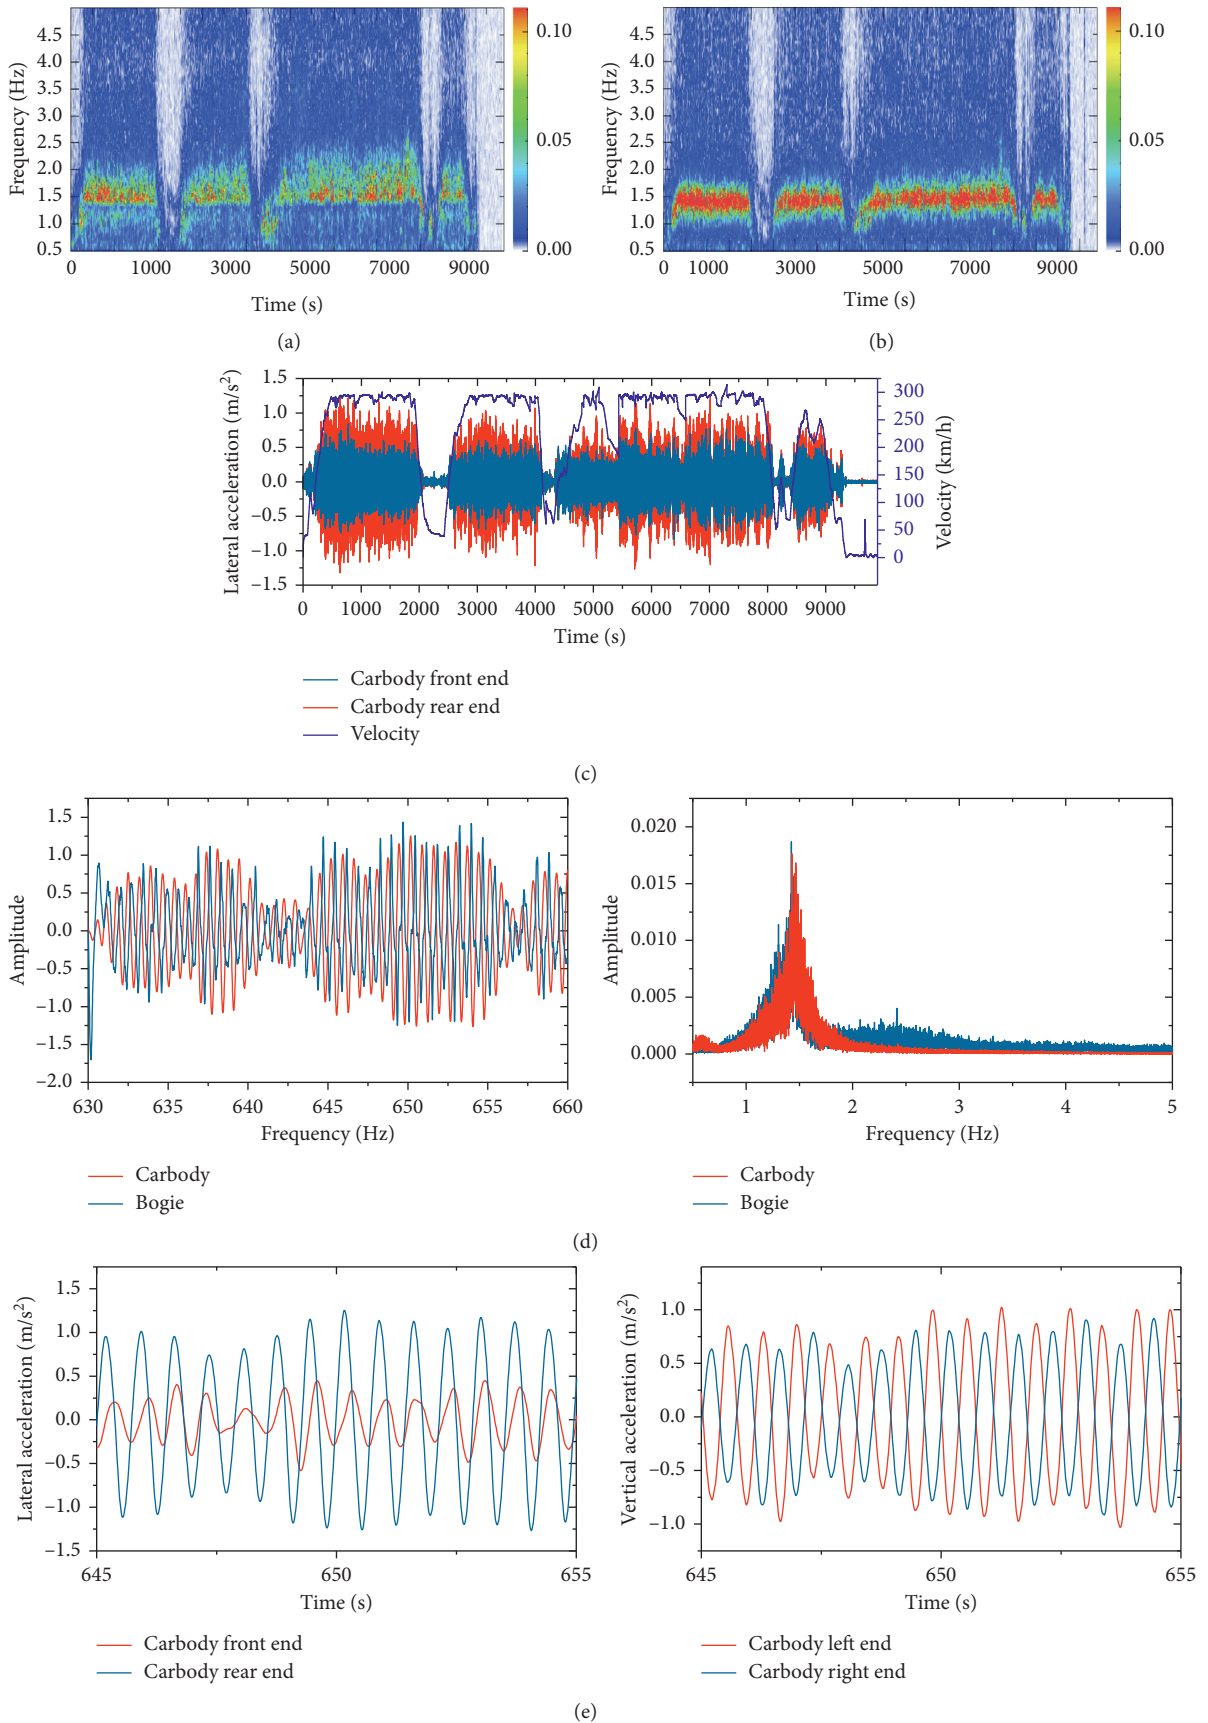 4.5
4.0
3.5
3.0
2.5
2.0
1.5
1.0
0.5
Frequency (Hz)
0 1000 3000 5000 7000 9000
Time (s)
0.10
0.05
0.00
(a)
4.5
4.0
3.5
3.0
2.5
2.0
1.5
1.0
0.5
Frequency (Hz)
0 1000 3000 5000 7000 9000
Time (s)
0.10
0.05
0.00
(b)
1.5
1.0
0.5
0.0
–0.5
–1.0
–1.5
Lateral acceleration (m/s²)
300
250
200
150
100
50
0
Velocity (km/h)
0 1000 2000 3000 4000 5000 6000 7000 8000 9000
Time (s)
Carbody front end
Carbody rear end
Velocity
(c)
1.5
1.0
0.5
0.0
–0.5
–1.0
–1.5
–2.0
Amplitude
630 635 640 645 650 655 660
Frequency (Hz)
Carbody
Bogie
0.020
0.015
0.010
0.005
0.000
Amplitude
1 2 3 4 5
Frequency (Hz)
Carbody
Bogie
(d)
1.5
1.0
0.5
0.0
–0.5
–1.0
–1.5
Lateral acceleration (m/s²)
645 650 655
Time (s)
Carbody front end
Carbody rear end
1.0
0.5
0.0
–0.5
–1.0
Vertical acceleration (m/s²)
645 650 655
Time (s)
Carbody left end
Carbody right end
(e)